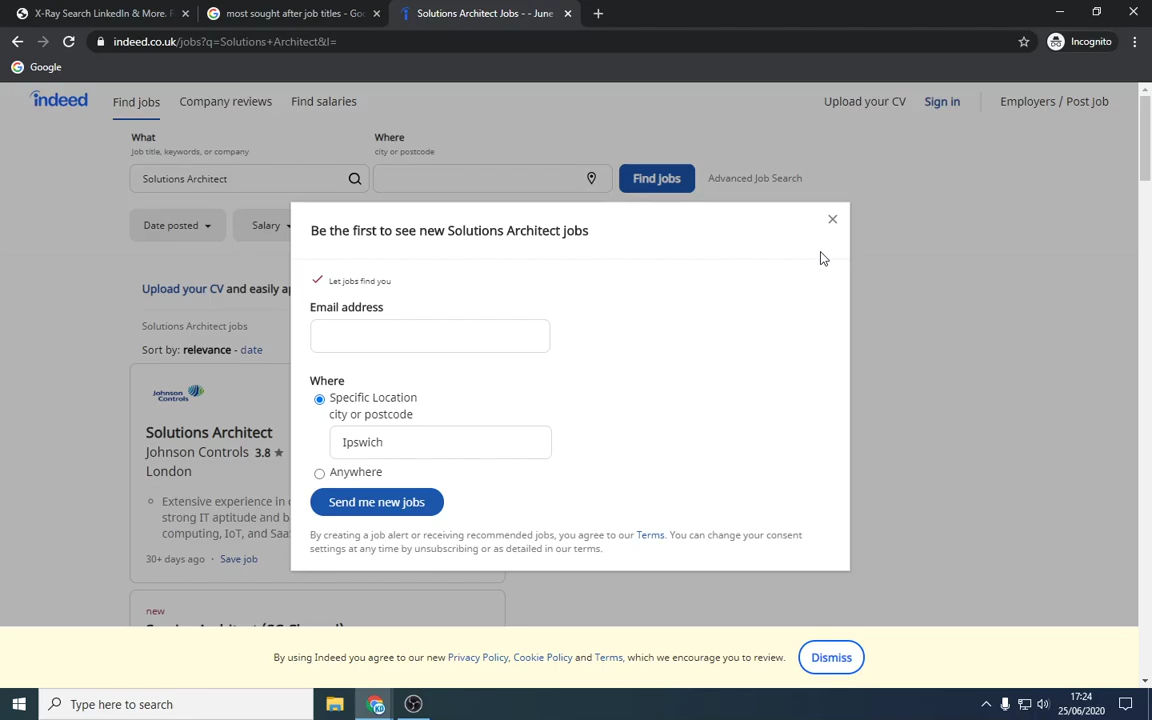 X-Ray Search LinkedIn & More. F
most sought after job titles - Goo
Solutions Architect Jobs - - June
indeed.co.uk/jobs?q=Solutions+Architect&l=
Incognito
Google
indeed
Find jobs
Company reviews
Find salaries
Upload your CV
Sign in
Employers / Post Job
What
Job title, keywords, or company
Where
city or postcode
Solutions Architect
Find jobs
Advanced Job Search
Date posted
Salary
Be the first to see new Solutions Architect jobs
Let jobs find you
Email address
Where
Specific Location
city or postcode
Ipswich
Anywhere
Send me new jobs
By creating a job alert or receiving recommended jobs, you agree to our Terms. You can change your consent
settings at any time by unsubscribing or as detailed in our terms.
Upload your CV and easily ap
Solutions Architect jobs
Sort by: relevance - date
Johnson
Controls
Solutions Architect
Johnson Controls 3.8
London
Extensive experience in
strong IT aptitude and b
computing, IoT, and Saa
30+ days ago · Save job
new
By using Indeed you agree to our new Privacy Policy, Cookie Policy and Terms, which we encourage you to review.
Dismiss
Type here to search
17:24
25/06/2020